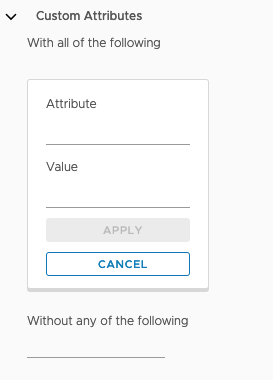 Custom Attributes
With all of the following
Attribute
Value
APPLY
CANCEL
Without any of the following